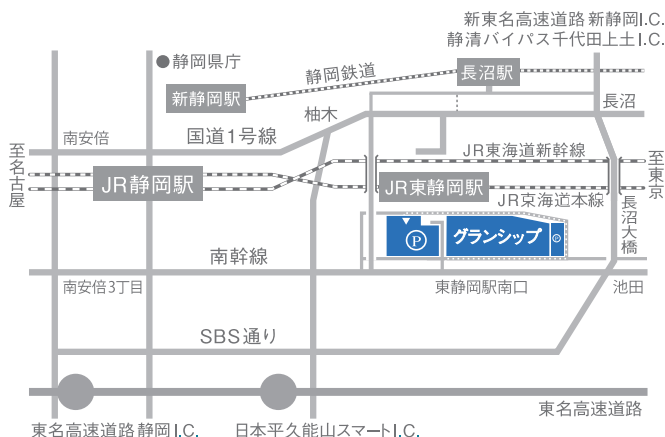 新東名高速道路 新静岡I.C.
静清バイパス千代田上土I.C.
●静岡県庁
静岡鉄道
長沼駅
新静岡駅
柚木
長沼
南安倍
国道1号線
至名古屋
JR静岡駅
JR東海道新幹線
至東京
JR東静岡駅
JR東海道本線
長沼大橋
P
グランシップ
P
南幹線
南安倍3丁目
東静岡駅南口
池田
SBS通り
東名高速道路
東名高速道路 静岡I.C.
日本平久能山スマートI.C.